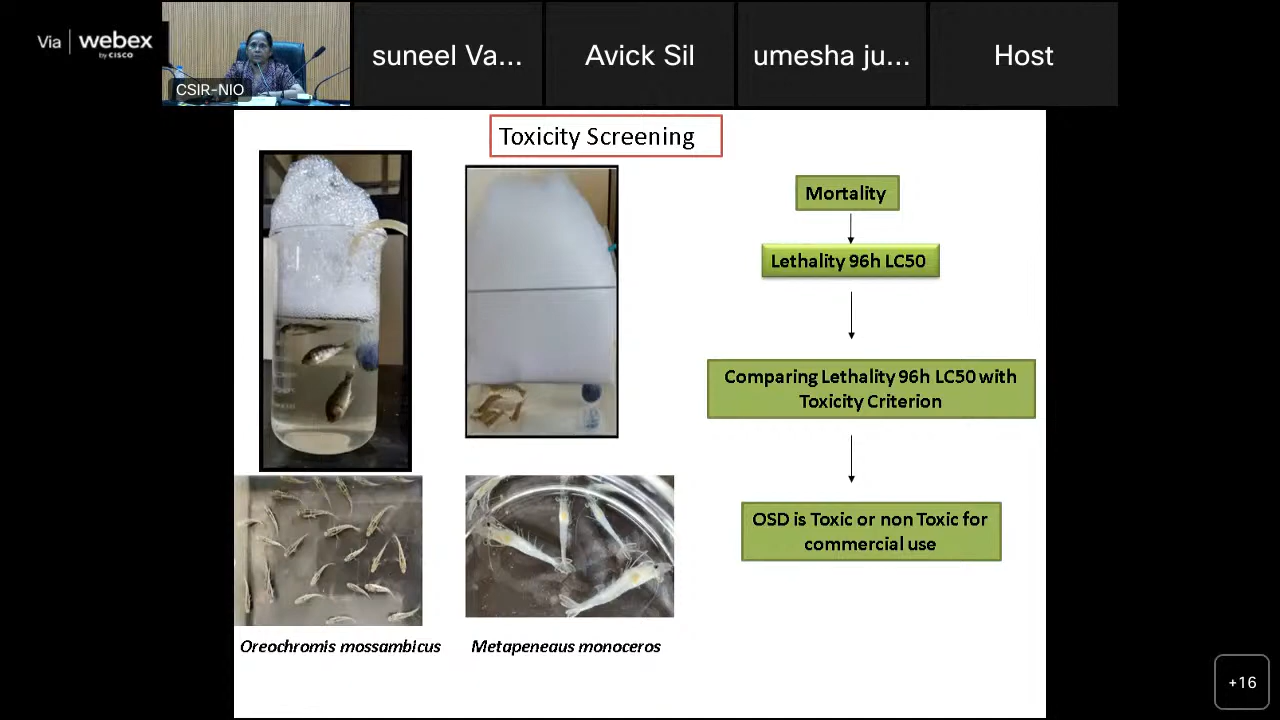 Via webex
by CISCO
CSIR-NIO
suneel Va...
Avick Sil
umesha ju...
Host
Toxicity Screening
Mortality
Lethality 96h LC50
Comparing Lethality 96h LC50 with
Toxicity Criterion
OSD is Toxic or non Toxic for
commercial use
Oreochromis mossambicus
Metapeneaus monoceros
+16